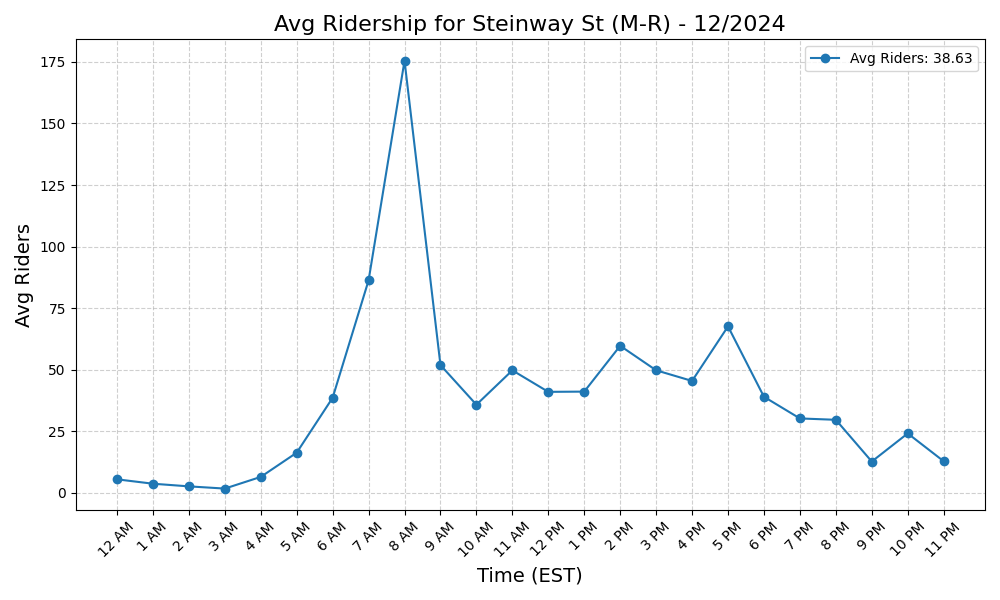 Avg Ridership for Steinway St (M-R) - 12/2024
Avg Riders: 38.63
Avg Riders
175
150
125
100
75
50
25
0
12 AM
1 AM
2 AM
3 AM
4 AM
5 AM
6 AM
7 AM
8 AM
9 AM
10 AM
11 AM
12 PM
1 PM
2 PM
3 PM
4 PM
5 PM
6 PM
7 PM
8 PM
9 PM
10 PM
11 PM
Time (EST)